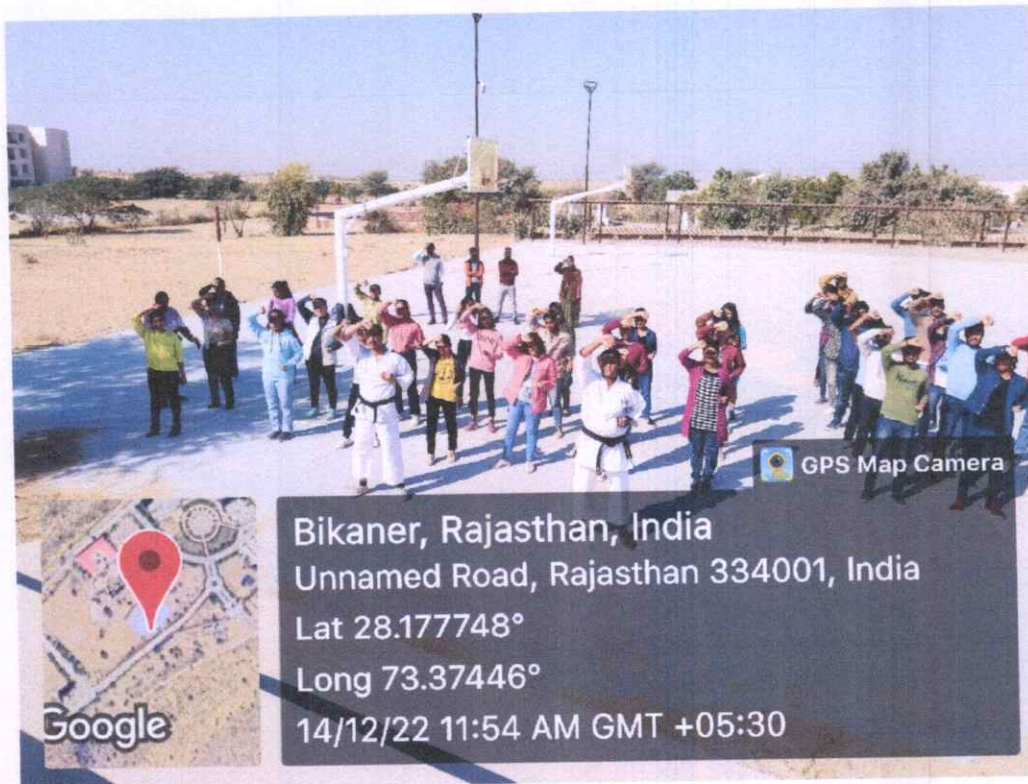 GPS Map Camera
Bikaner, Rajasthan, India
Unnamed Road, Rajasthan 334001, India
Lat 28.177748°
Long 73.37446°
14/12/22 11:54 AM GMT +05:30
Google